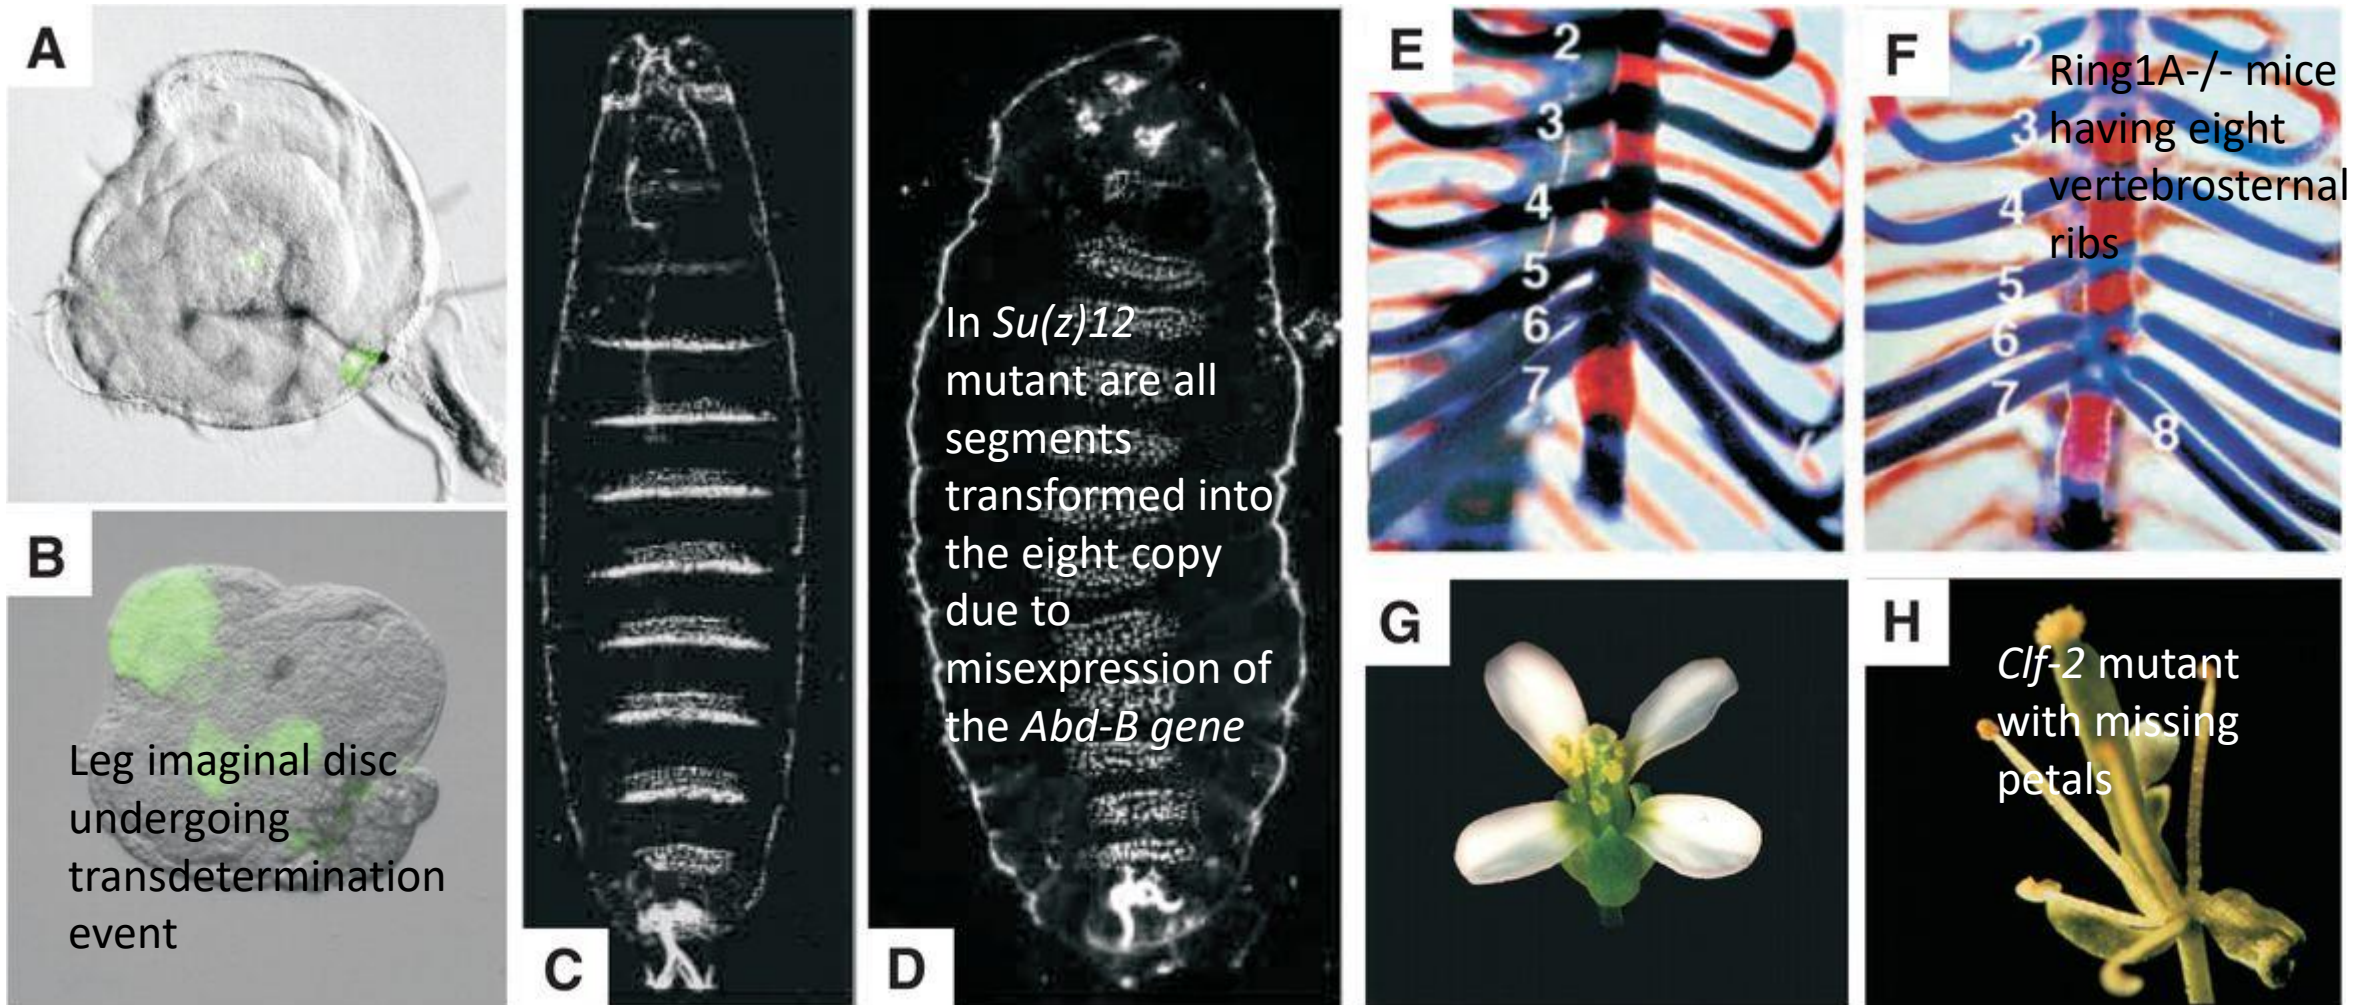 A
B
Leg imaginal disc
undergoing
transdetermination
event
C
D
In Su(z)12
mutant are all
segments
transformed into
the eight copy
due to
misexpression of
the Abd-B gene
E
2
3
4
5
6
7
F
2
3
4
5
6
7
8
Ring1A-/- mice
having eight
vertebrosternal
ribs
G
H
Clf-2 mutant
with missing
petals